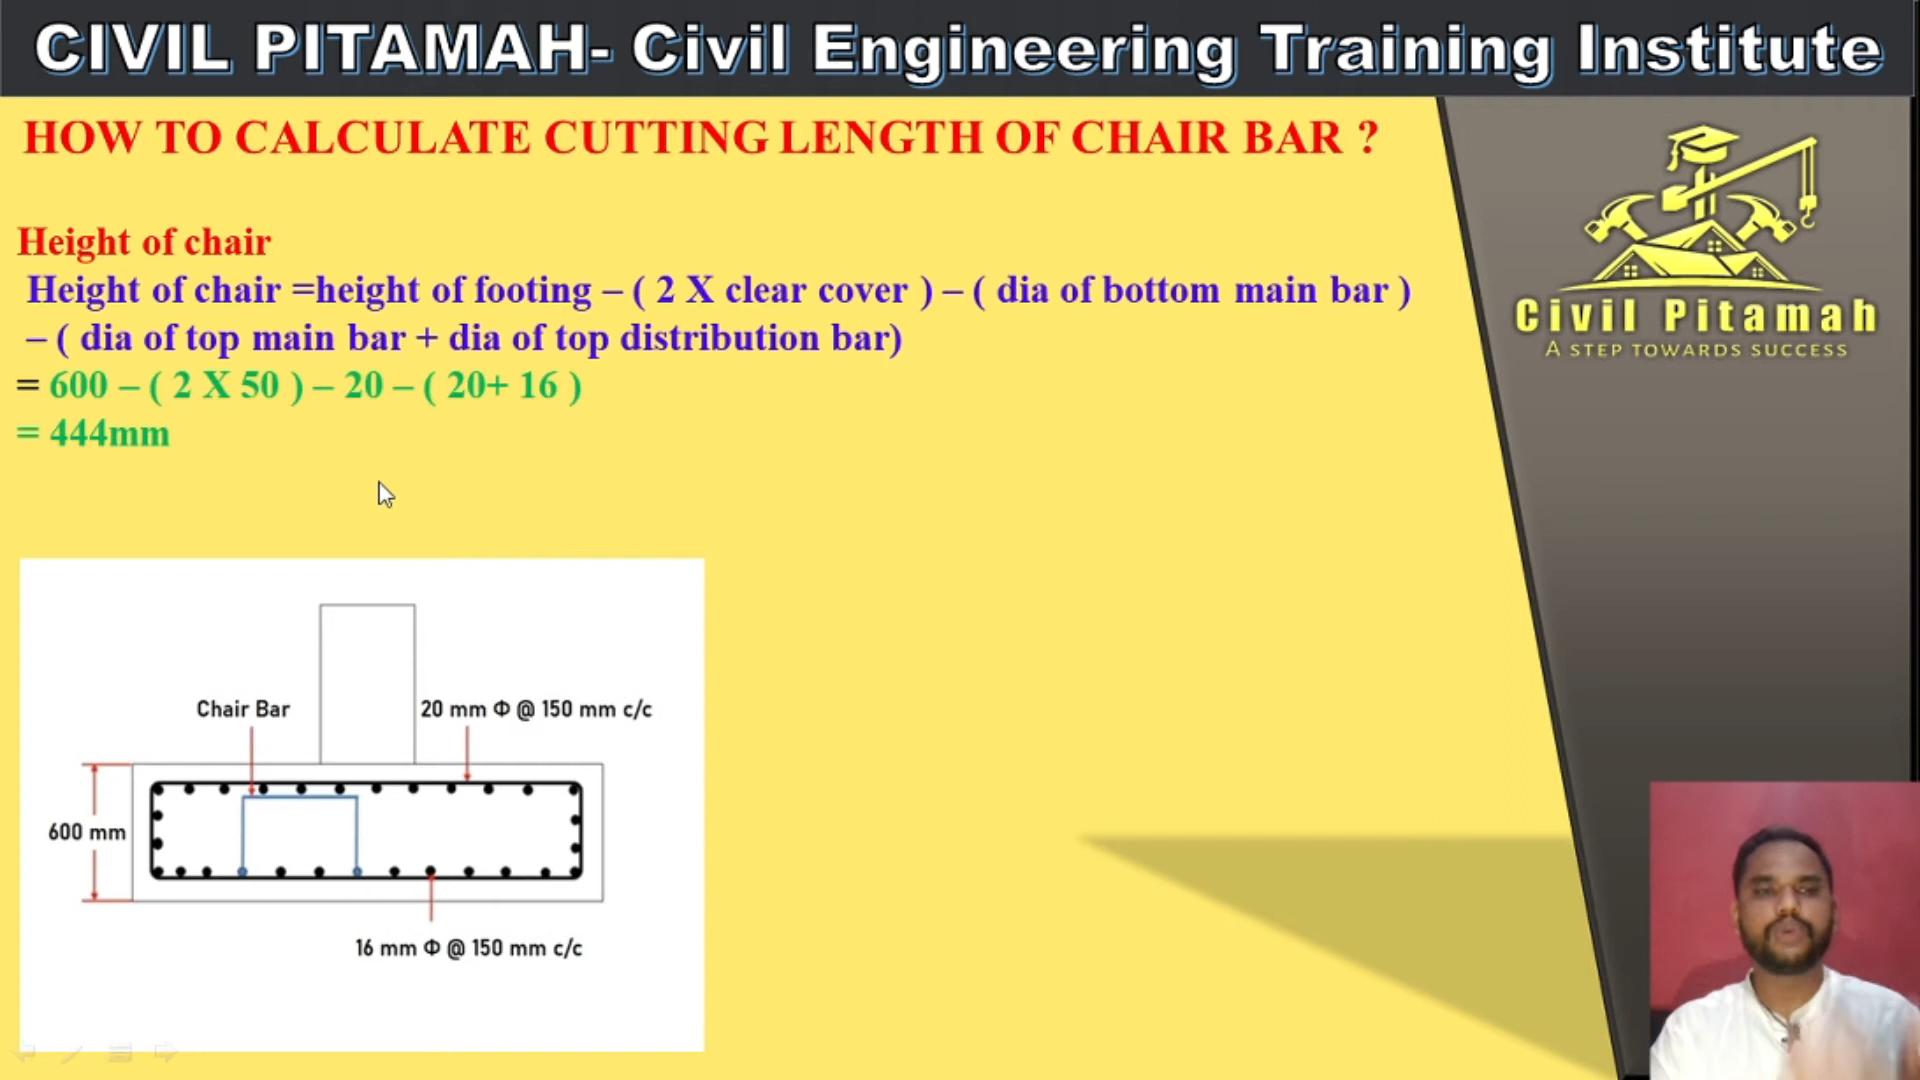 CIVIL PITAMAH- Civil Engineering Training Institute
HOW TO CALCULATE CUTTING LENGTH OF CHAIR BAR ?
Height of chair
Height of chair =height of footing – ( 2 X clear cover ) – ( dia of bottom main bar )
– ( dia of top main bar + dia of top distribution bar)
= 600 – ( 2 X 50 ) – 20 – ( 20+ 16 )
= 444mm
Civil Pitamah
A STEP TOWARDS SUCCESS
Chair Bar
20 mm Φ @ 150 mm c/c
600 mm
16 mm Φ @ 150 mm c/c